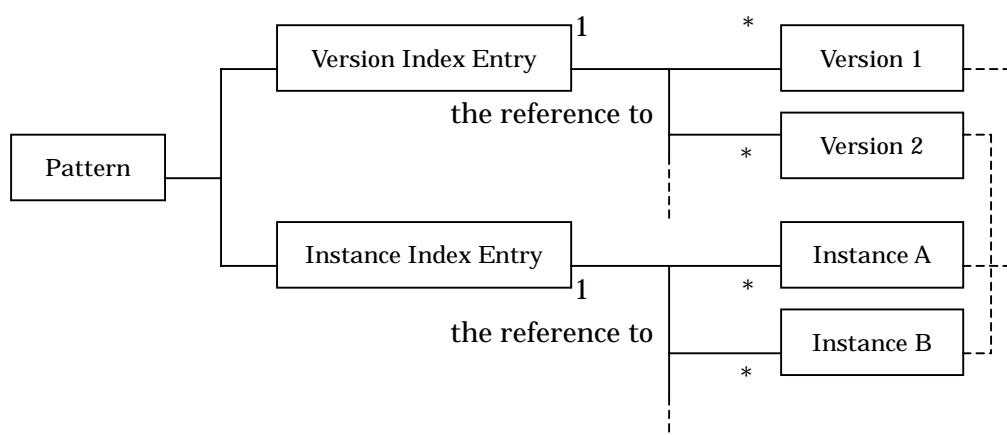 1
*
Version Index Entry
Version 1
the reference to
Version 2
*
Pattern
Instance Index Entry
Instance A
1
*
the reference to
Instance B
*